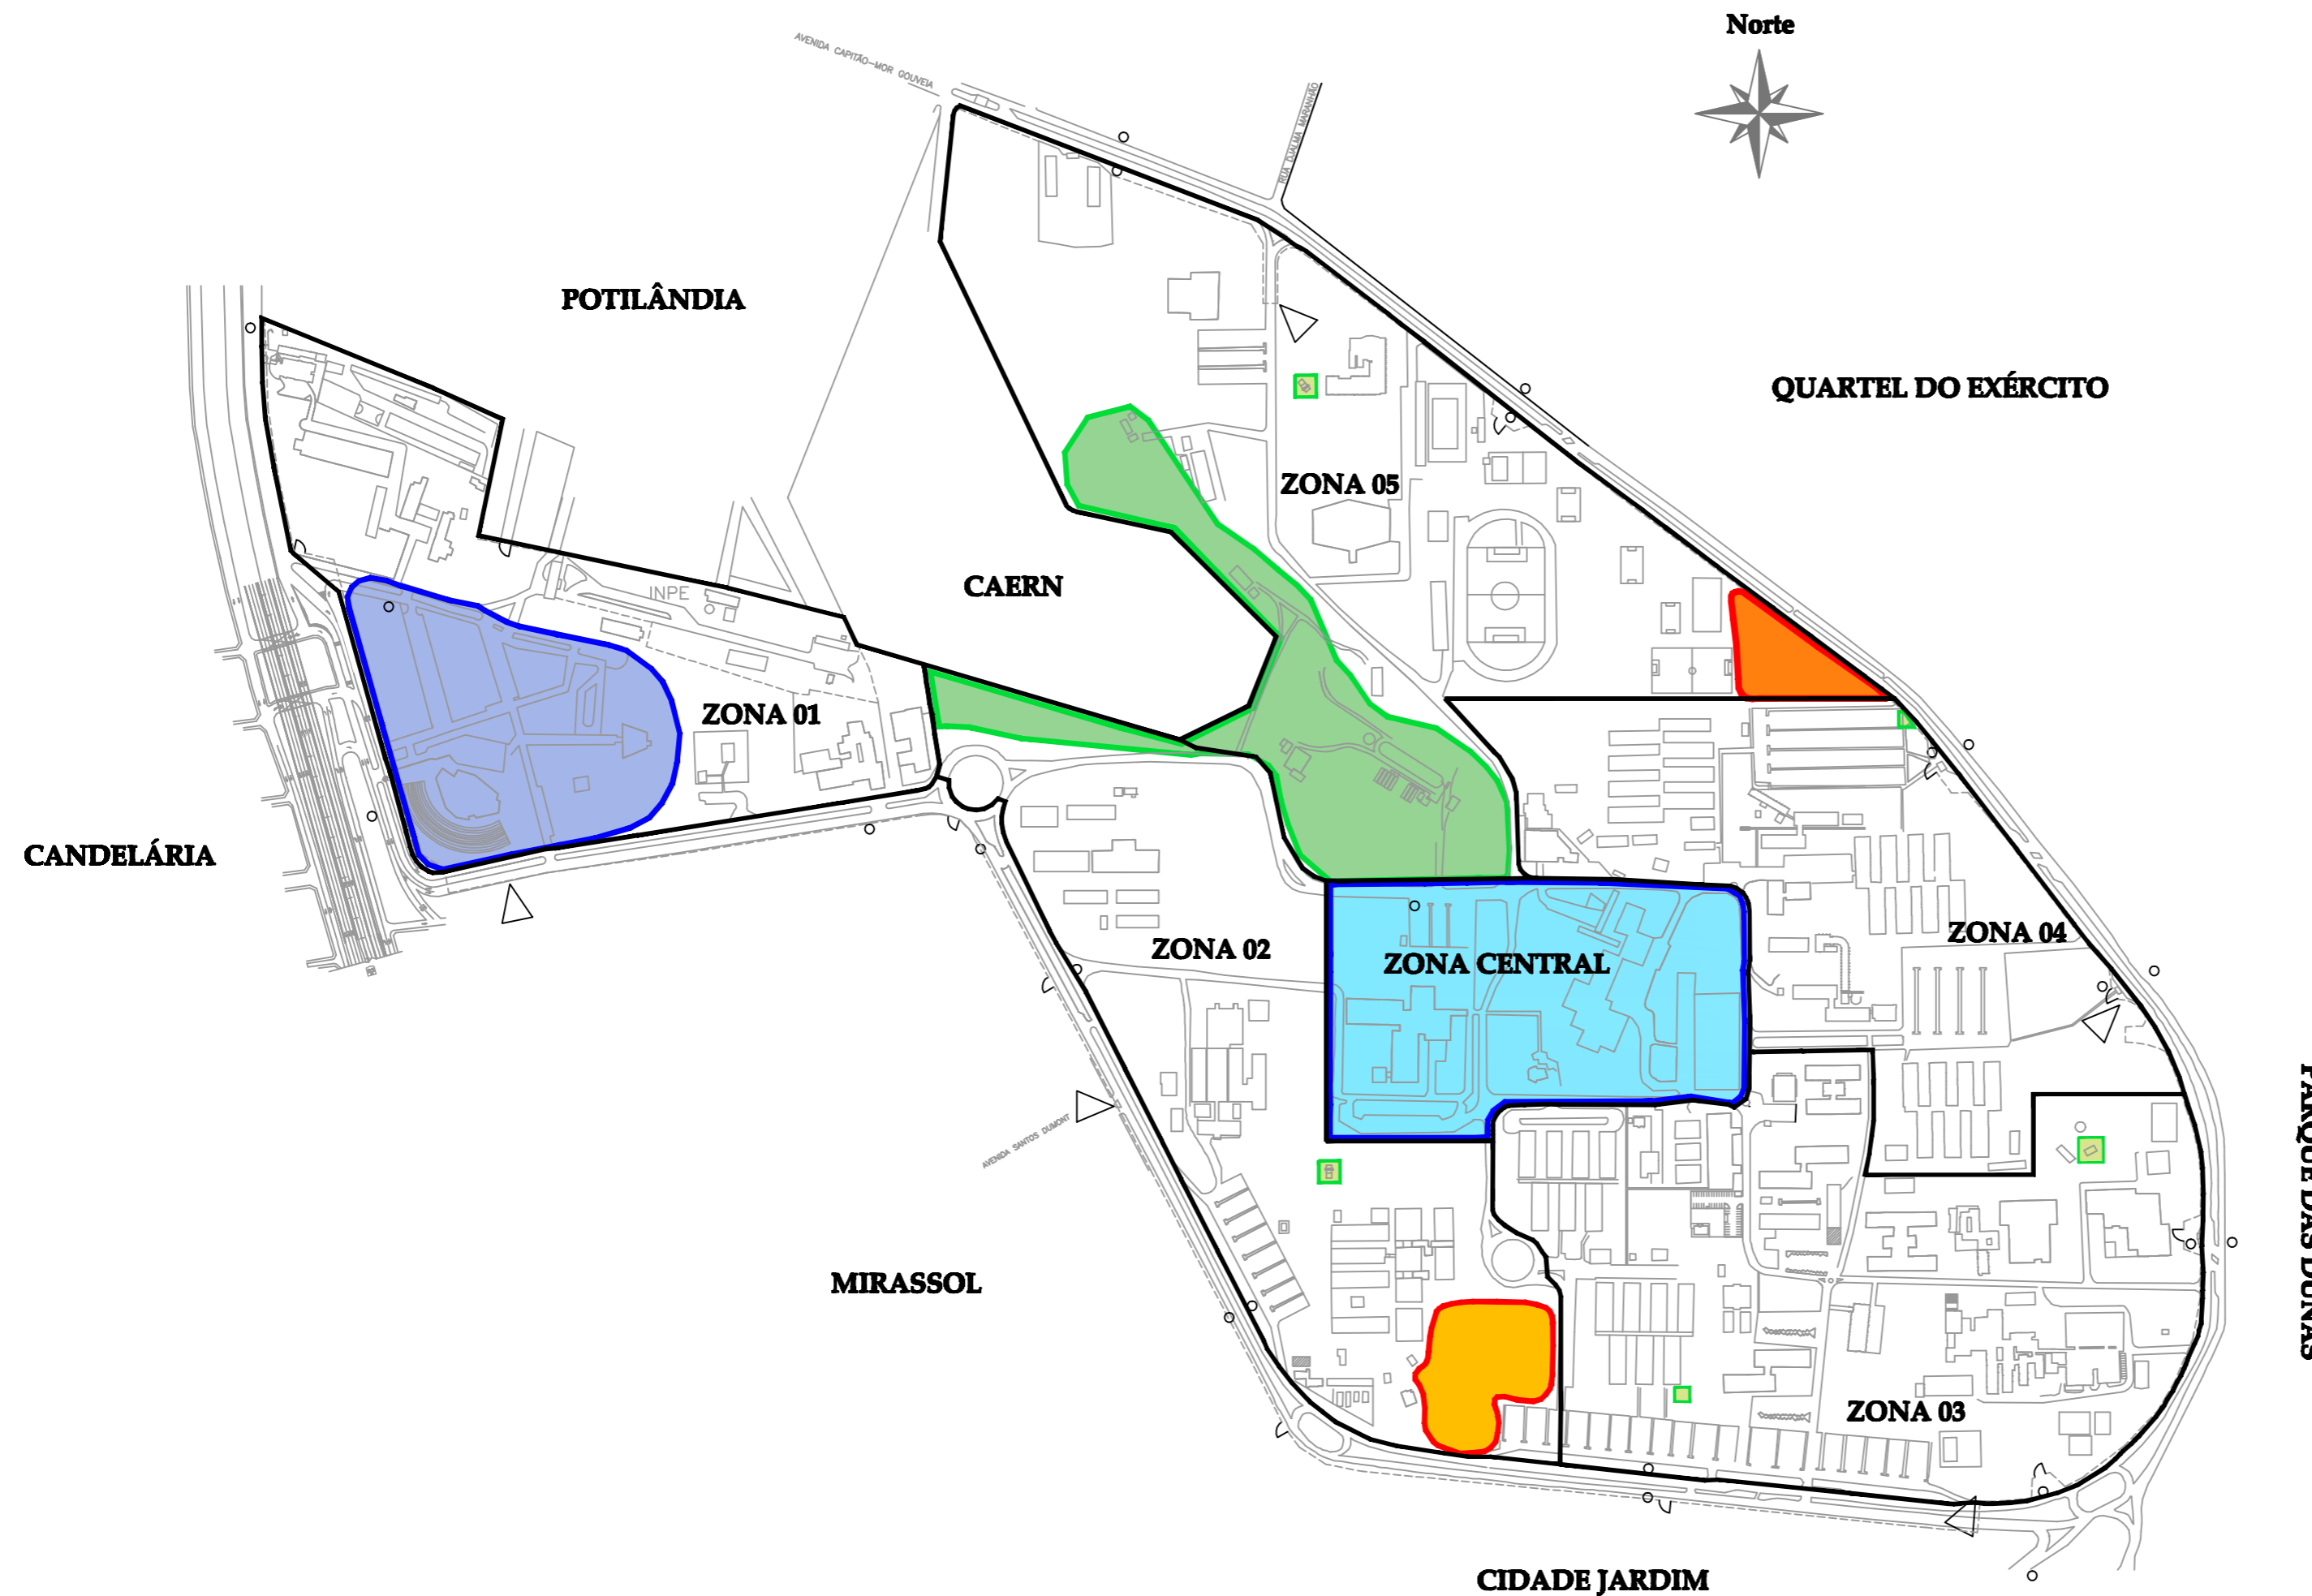 Norte
AVENIDA CAPITÃO-MOR GOUVEIA
RUA DJALMA MARANHÃO
POTILÂNDIA
QUARTEL DO EXÉRCITO
ZONA 05
CAERN
INPE
ZONA 01
CANDELÁRIA
ZONA 02
ZONA CENTRAL
ZONA 04
AVENIDA SANTOS DUMONT
PARQUE DAS DUNAS
MIRASSOL
ZONA 03
CIDADE JARDIM